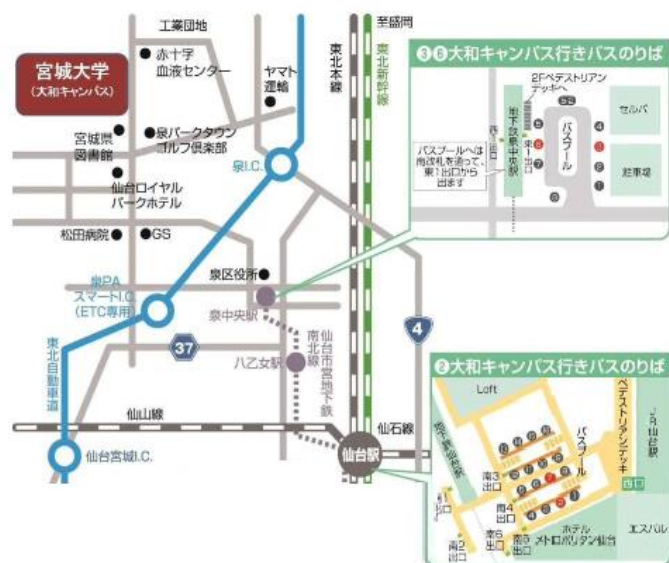 工業団地
至盛岡
宮城大学
(大和キャンパス)
赤十字
血液センター
ヤマト
運輸
東北本線
東北新幹線
宮城県
図書館
泉パークタウン
ゴルフ倶楽部
泉I.C.
仙台ロイヤル
パークホテル
松田病院
GS
泉PA
スマートI.C.
(ETC専用)
泉区役所
泉中央駅
37
4
八乙女駅
仙台市営地下鉄
南北線
東北自動車道
仙山線
仙石線
仙台駅
仙台宮城I.C.
❸❻大和キャンパス行きバスのりば
2Fペデストリアン
デッキへ
地下鉄泉中央駅
東1出口
バスプール
セルバ
駐車場
バスプールへは
南改札を通って、
東1出口から
出ます
❷大和キャンパス行きバスのりば
Loft
ペデストリアンデッキ
JR仙台駅
バスプール
地下鉄仙台駅
西口
南3
出口
南4
出口
南2
出口
南6
出口
ホテル
メトロポリタン仙台
エスパル